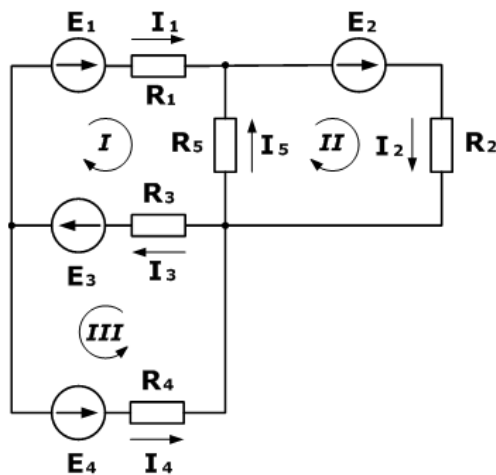 E₁ I₁ E₂
R₁
I R₅ I₅ II I₂ R₂
R₃
E₃ I₃
III
R₄
E₄ I₄